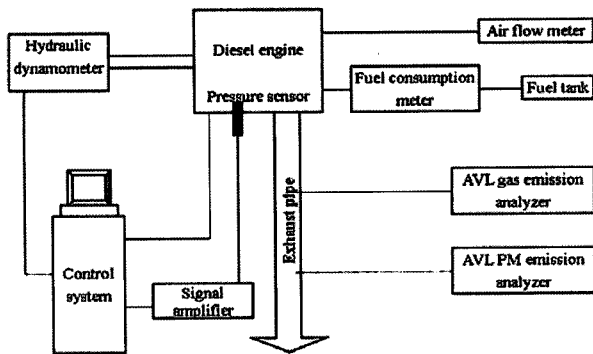 Hydraulic
dynamometer
Diesel engine
Pressure sensor
Air flow meter
Fuel consumption
meter
Fuel tank
Exhaust pipe
AVL gas emission
analyzer
AVL PM emission
analyzer
Control
system
Signal
amplifier